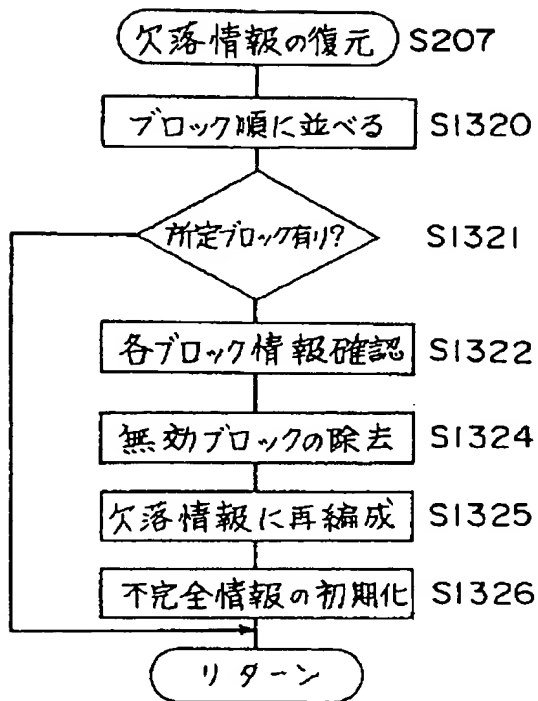 欠落情報の復元 S207
ブロック順に並べる S1320
所定ブロック有り? S1321
各ブロック情報確認 S1322
無効ブロックの除去 S1324
欠落情報に再編成 S1325
不完全情報の初期化 S1326
リターン